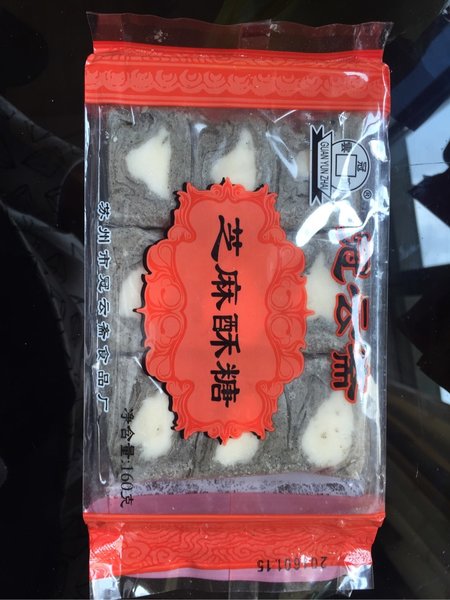 冠云斋
GUAN YUN ZHAI
®
芝麻酥糖
苏州市冠云斋食品厂
净含量:160克
20160115